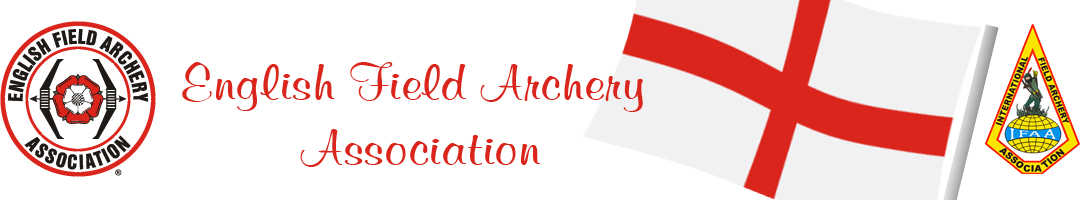 ENGLISH FIELD ARCHERY
ASSOCIATION
®
English Field Archery
Association
INTERNATIONAL
FIELD ARCHERY
IFAA
ASSOCIATION